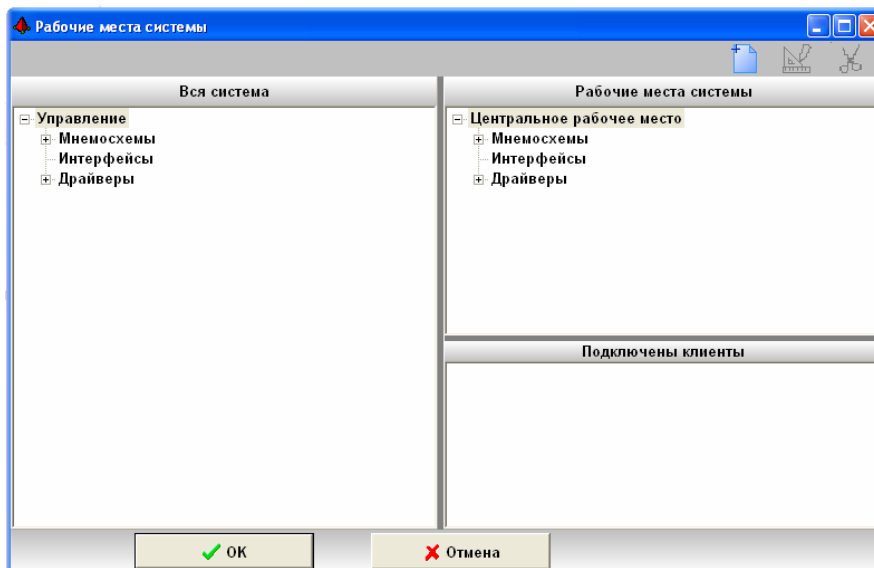 Рабочие места системы
Вся система
Управление
Мнемосхемы
Интерфейсы
Драйверы
Рабочие места системы
Центральное рабочее место
Мнемосхемы
Интерфейсы
Драйверы
Подключены клиенты
OK
Отмена